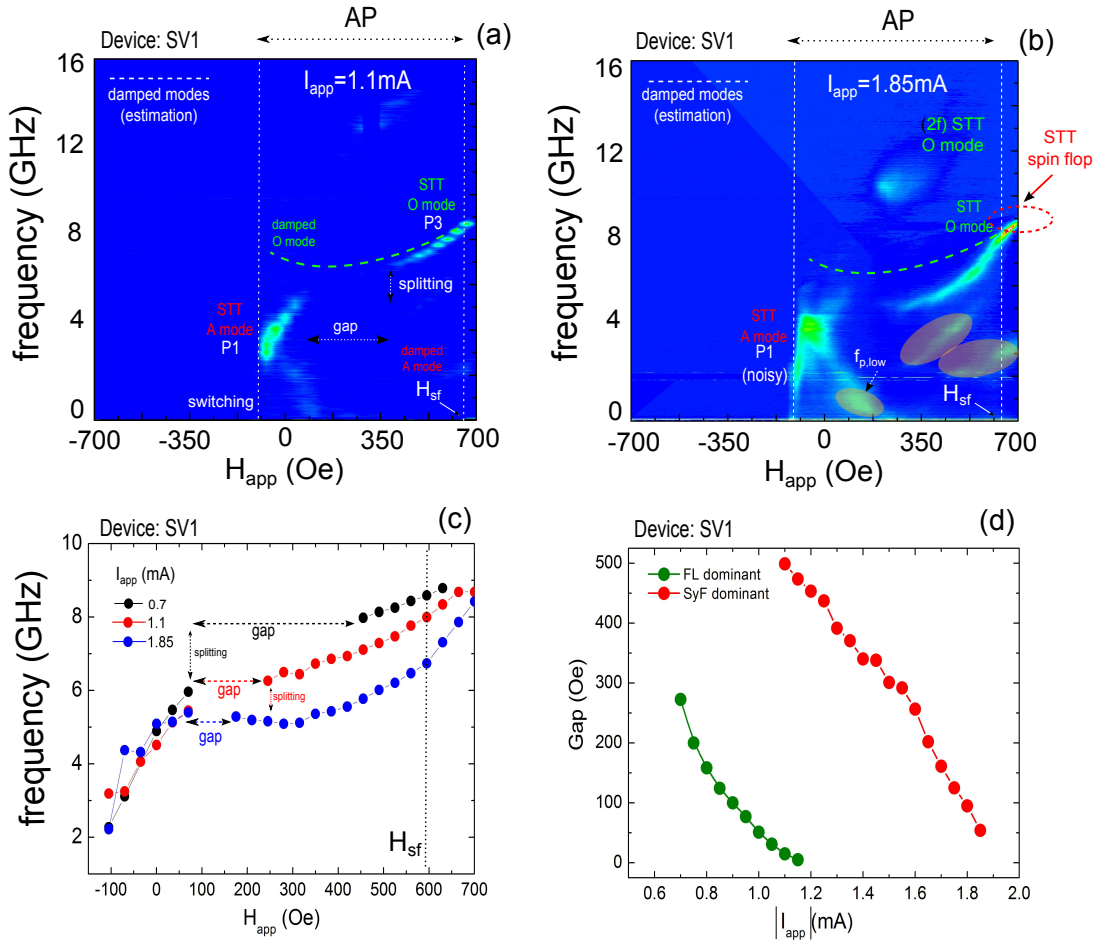 AP
Device: SV1
(a)
16
12
8
4
0
frequency (GHz)
damped modes
(estimation)
I_app=1.1mA
STT
O mode
P3
damped
O mode
splitting
STT
A mode
P1
gap
damped
A mode
switching
H_sf
-700
-350
0
350
700
H_app (Oe)
AP
Device: SV1
(b)
16
12
8
4
0
frequency (GHz)
damped modes
(estimation)
I_app=1.85mA
(2f) STT
O mode
STT
spin flop
STT
O mode
STT
A mode
P1
(noisy)
f_p,low
H_sf
-700
-350
0
350
700
H_app (Oe)
Device: SV1
(c)
10
8
6
4
2
frequency (GHz)
I_app (mA)
0.7
1.1
1.85
gap
splitting
gap
splitting
gap
H_sf
-100
0
100
200
300
400
500
600
700
H_app (Oe)
Device: SV1
(d)
500
400
300
200
100
0
Gap (Oe)
FL dominant
SyF dominant
0.6
0.8
1.0
1.2
1.4
1.6
1.8
2.0
|I_app|(mA)